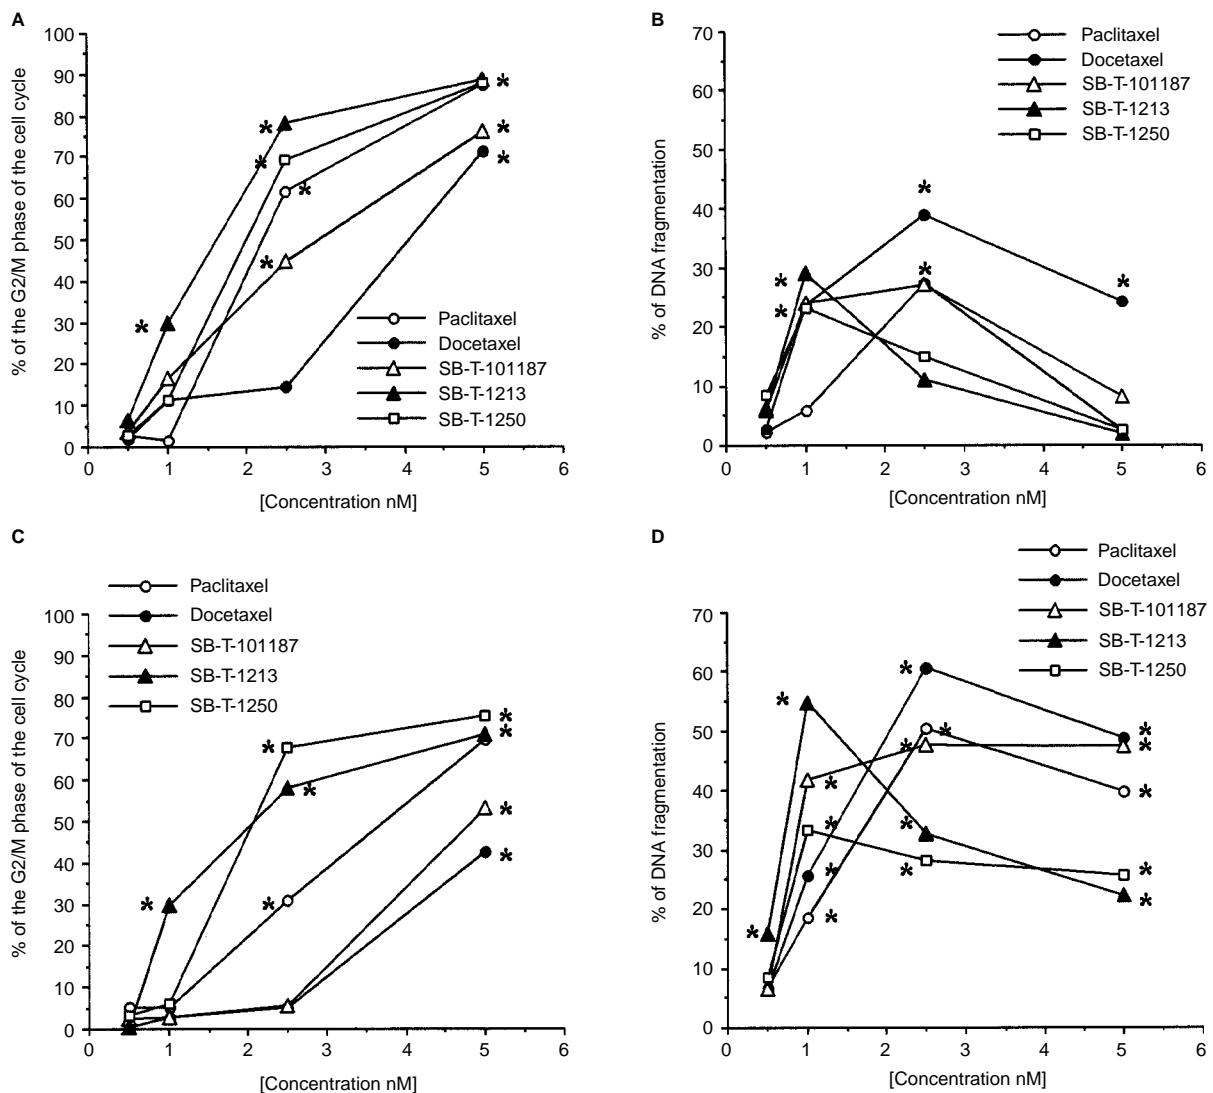 A
% of the G2/M phase of the cell cycle
100
90
80
70
60
50
40
30
20
10
0
0 1 2 3 4 5 6
[Concentration nM]
Paclitaxel
Docetaxel
SB-T-101187
SB-T-1213
SB-T-1250
* * * * * * * *
B
% of DNA fragmentation
70
60
50
40
30
20
10
0
0 1 2 3 4 5 6
[Concentration nM]
Paclitaxel
Docetaxel
SB-T-101187
SB-T-1213
SB-T-1250
* * * * *
C
Paclitaxel
Docetaxel
SB-T-101187
SB-T-1213
SB-T-1250
% of the G2/M phase of the cell cycle
100
90
80
70
60
50
40
30
20
10
0
0 1 2 3 4 5 6
[Concentration nM]
* * * * * * * *
D
Paclitaxel
Docetaxel
SB-T-101187
SB-T-1213
SB-T-1250
% of DNA fragmentation
70
60
50
40
30
20
10
0
0 1 2 3 4 5 6
[Concentration nM]
* * * * * * * * * * * * * * * *